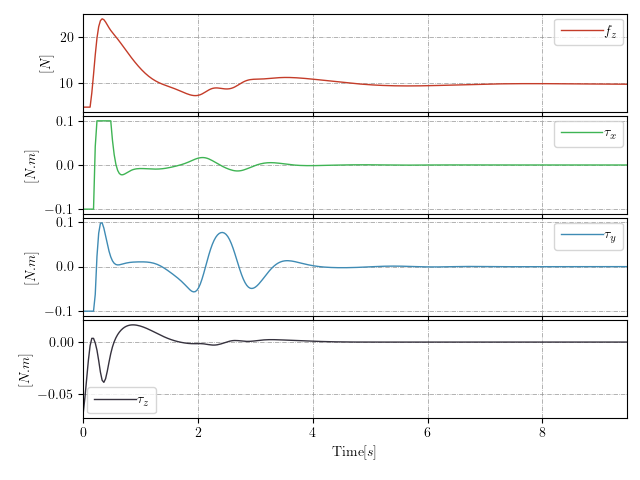 20
10
[N]
f_z
0.1
0.0
−0.1
[N.m]
τ_x
0.1
0.0
−0.1
[N.m]
τ_y
0.00
−0.05
[N.m]
τ_z
0 2 4 6 8
Time[s]